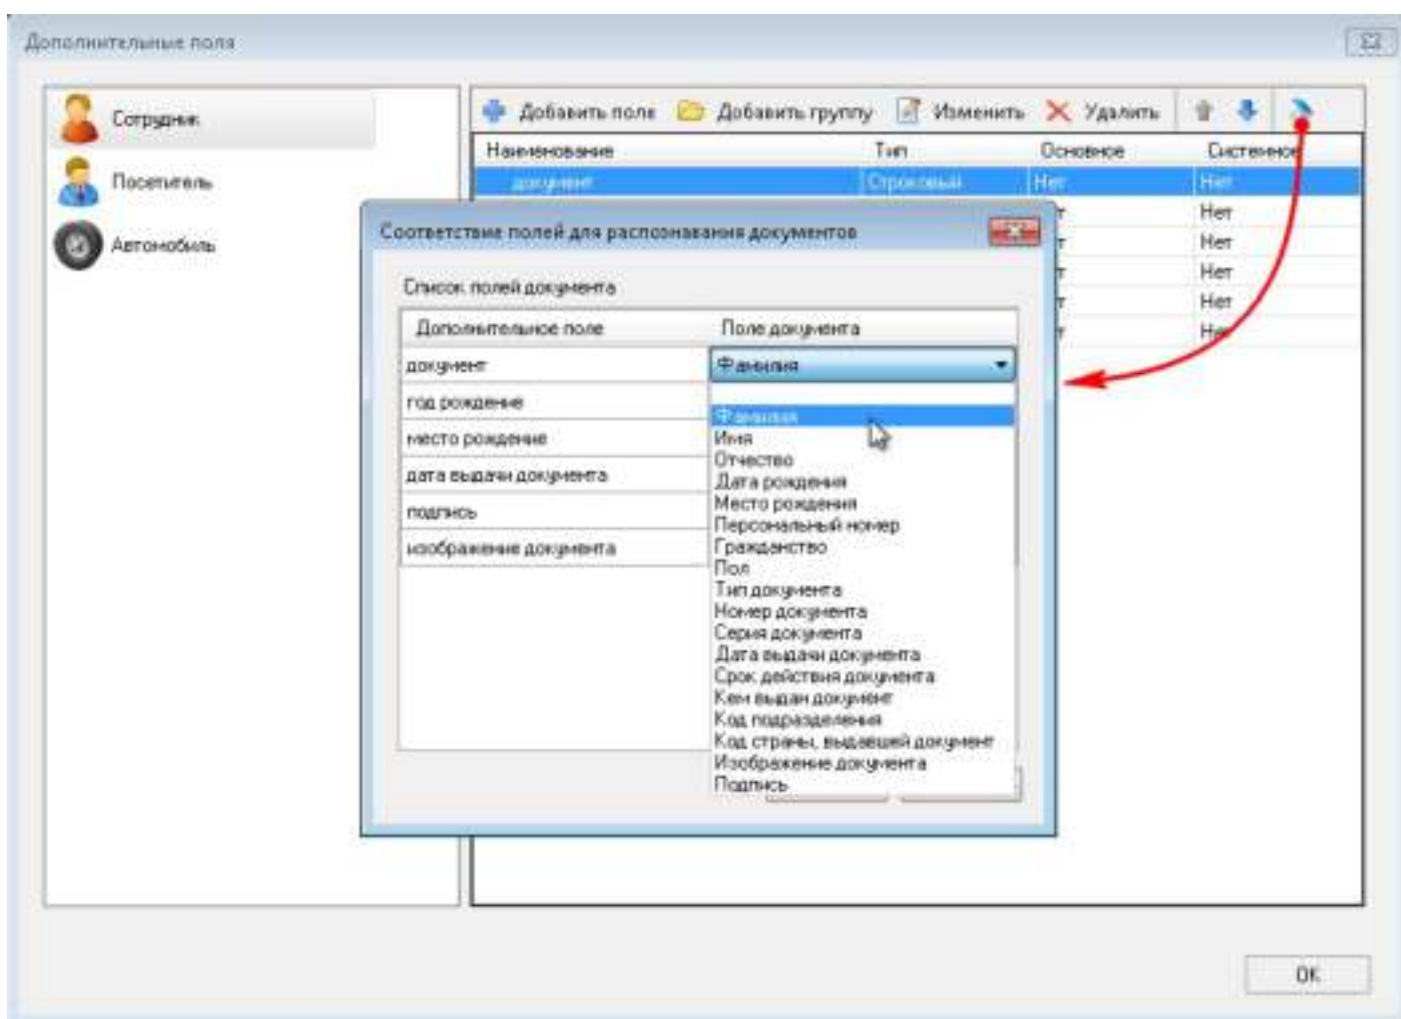 Дополнительные поля
Сотрудник
Посетитель
Автомобиль
Добавить поле Добавить группу Изменить Удалить
Наименование Тип Основное Системное
документ Строковый Нет Нет
Нет
Нет
Нет
Нет
Нет
Соответствие полей для распознавания документов
Список полей документа
Дополнительное поле Поле документа
документ Фамилия
год рождение
место рождение
дата выдачи документа
подпись
изображение документа
Фамилия
Имя
Отчество
Дата рождения
Место рождения
Персональный номер
Гражданство
Пол
Тип документа
Номер документа
Серия документа
Дата выдачи документа
Срок действия документа
Кем выдан документ
Код подразделения
Код страны, выдавшей документ
Изображение документа
Подпись
OK